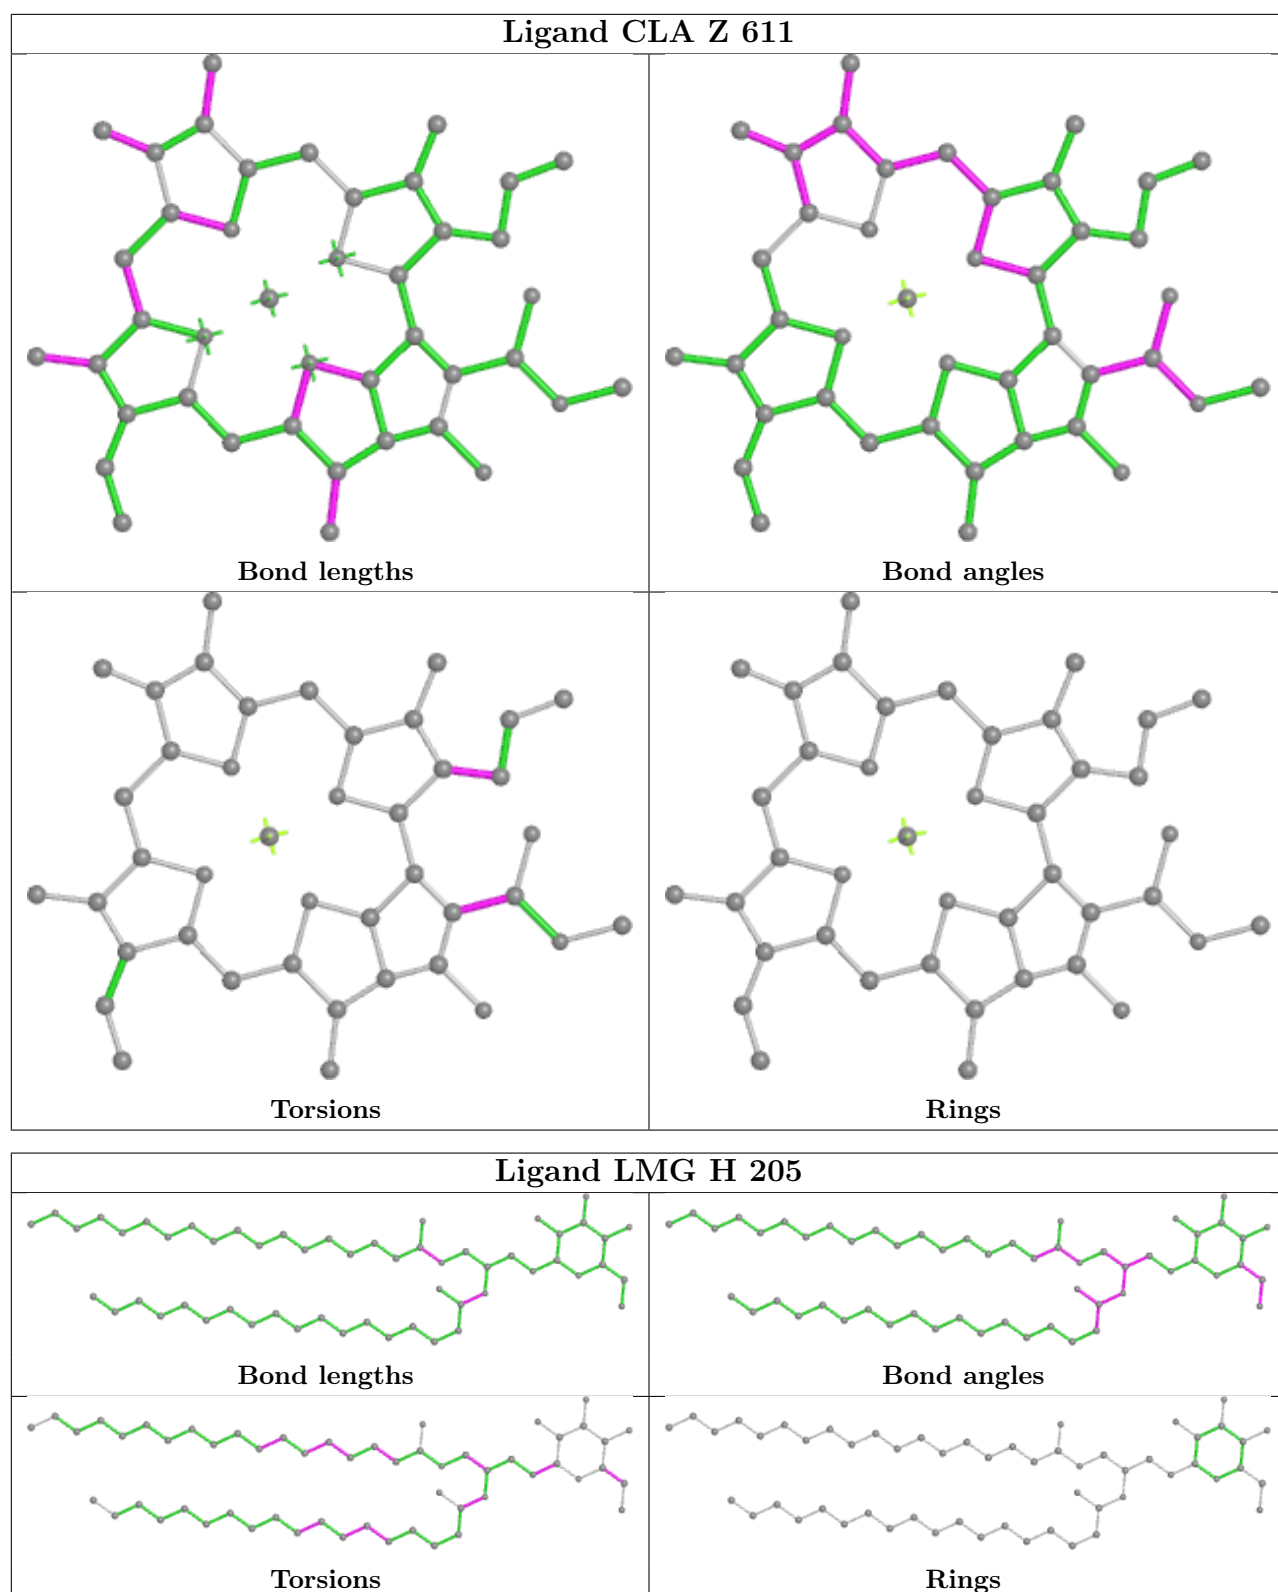 Ligand CLA Z 611
Bond lengths
Bond angles
Torsions
Rings
Ligand LMG H 205
Bond lengths
Bond angles
Torsions
Rings